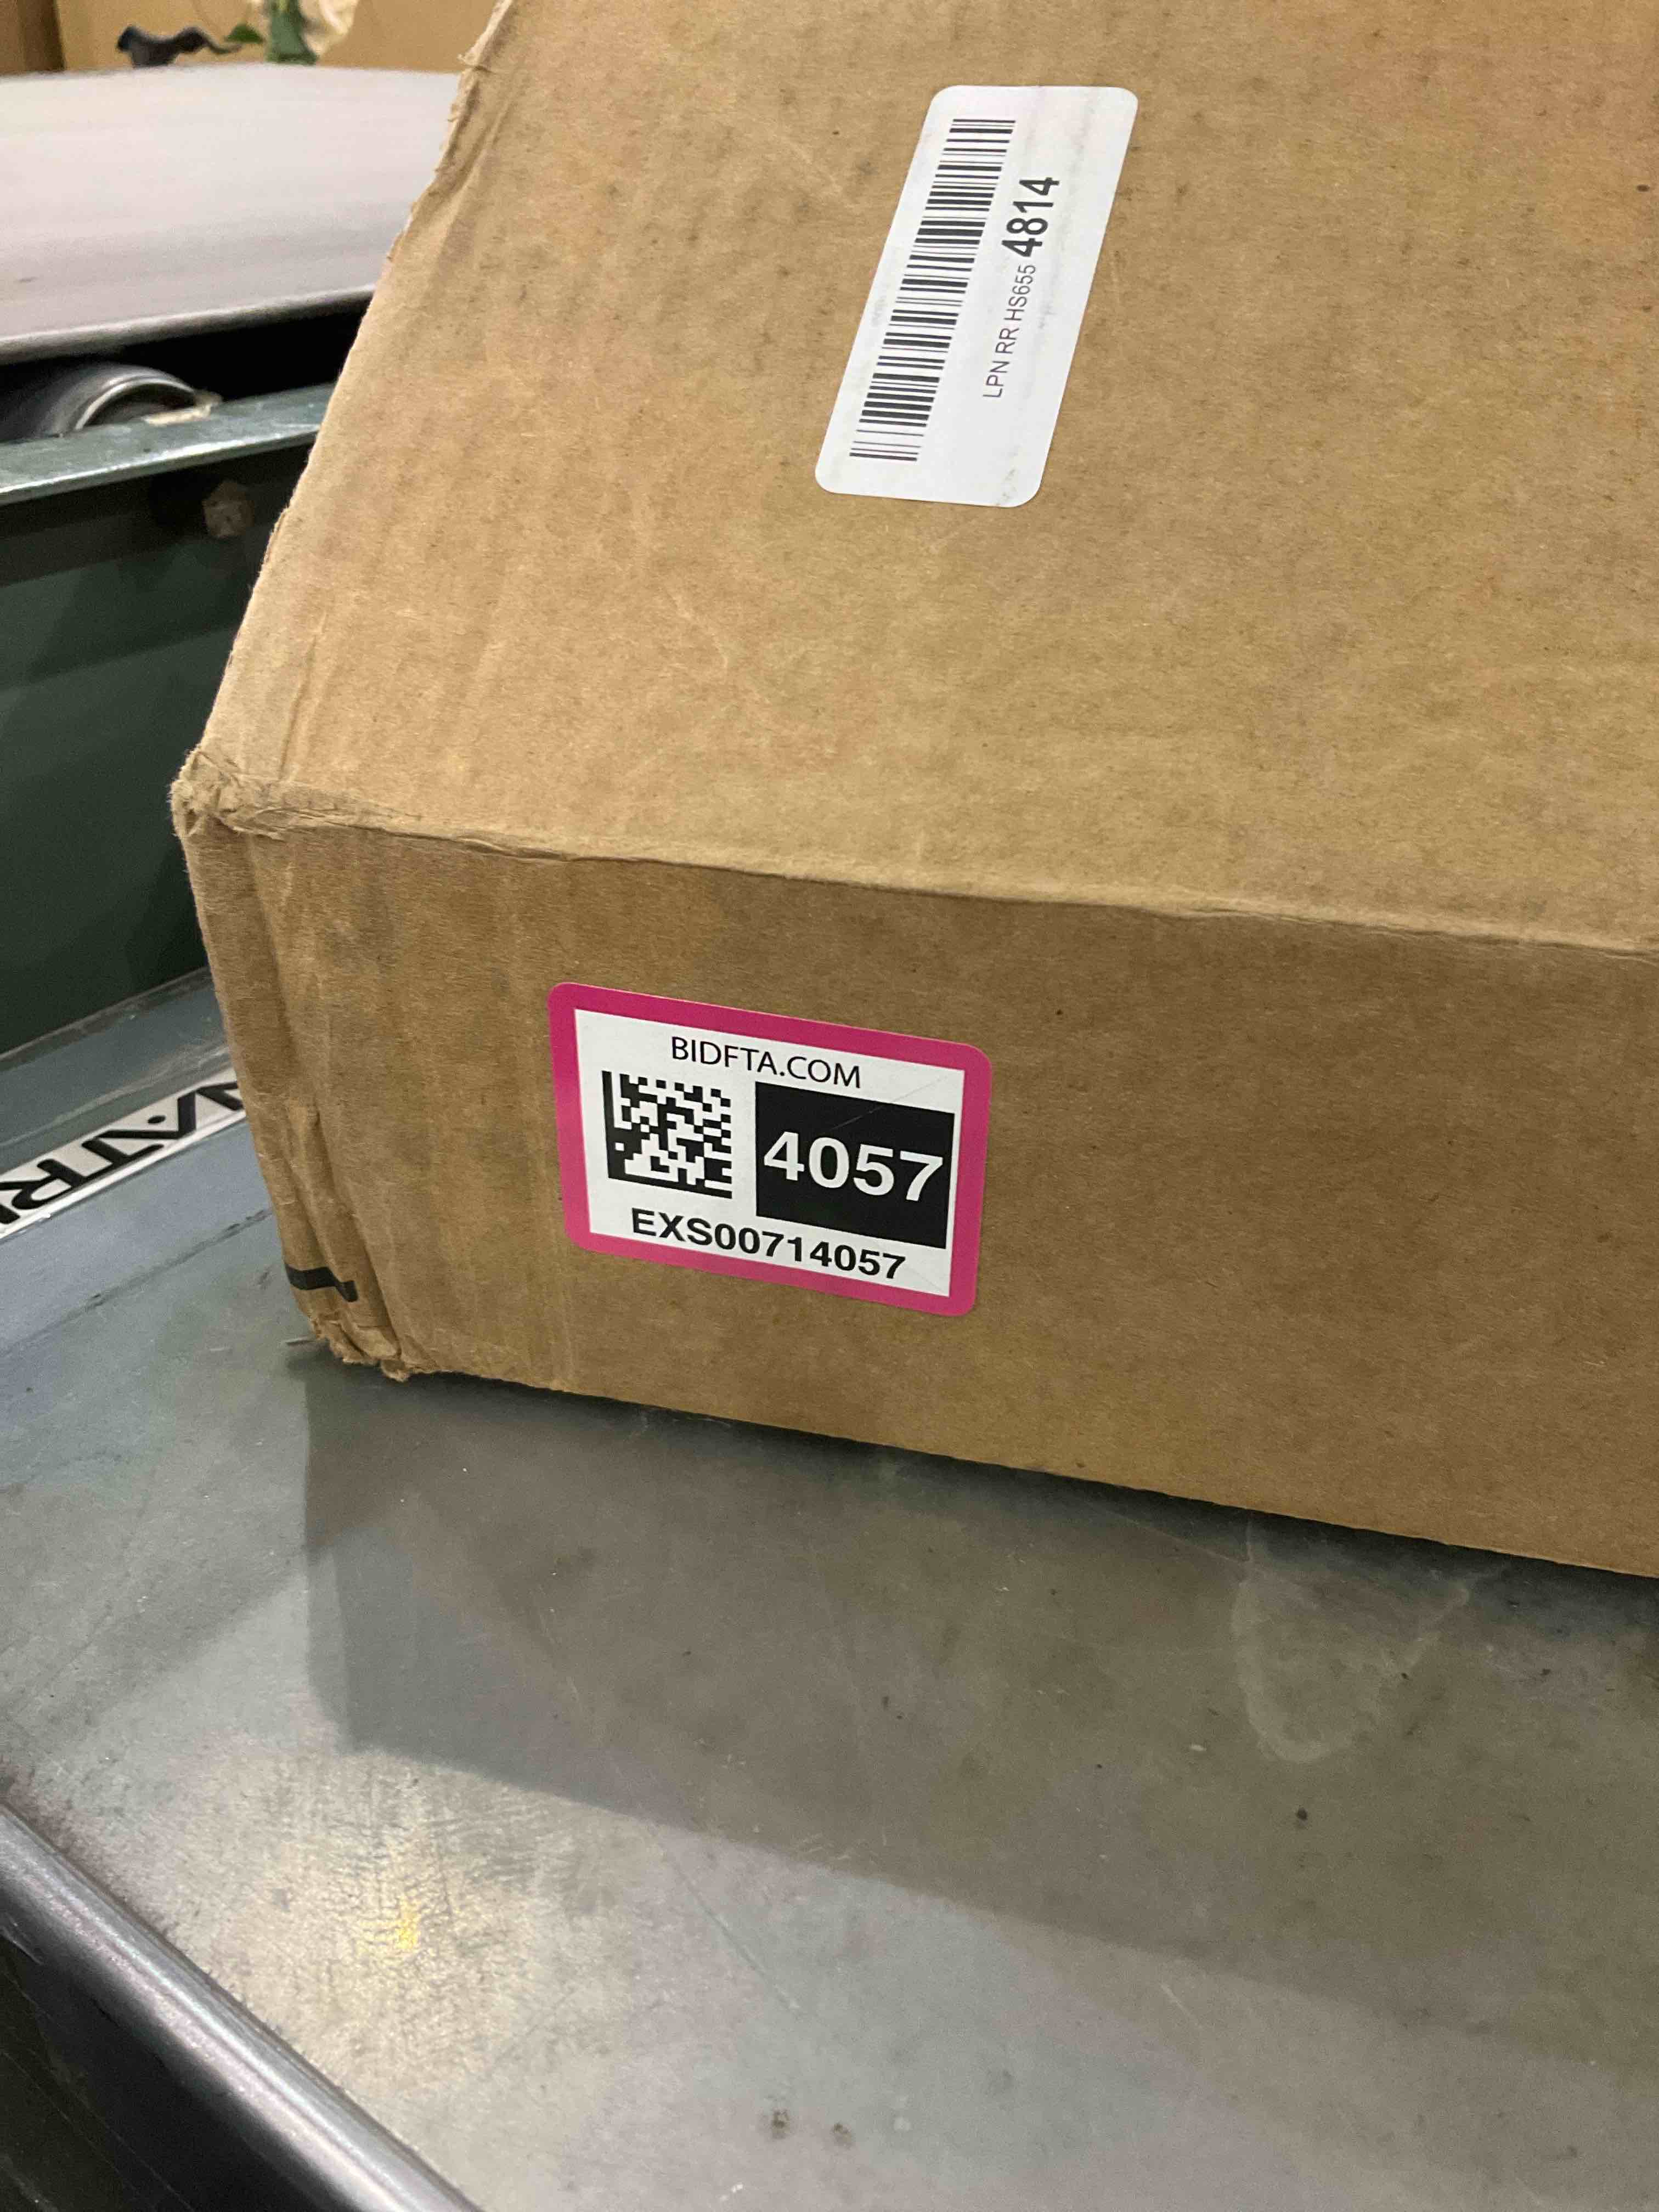 LPN RR HS655 4814
BIDFTA.COM
4057
EXS00714057